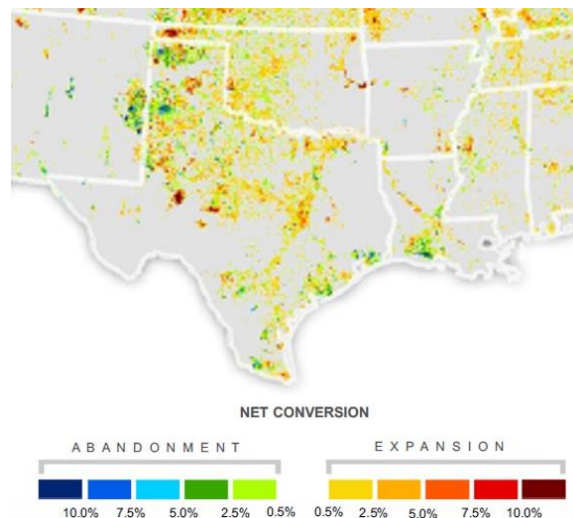 NET CONVERSION
ABANDONMENT EXPANSION
10.0% 7.5% 5.0% 2.5% 0.5% 0.5% 2.5% 5.0% 7.5% 10.0%